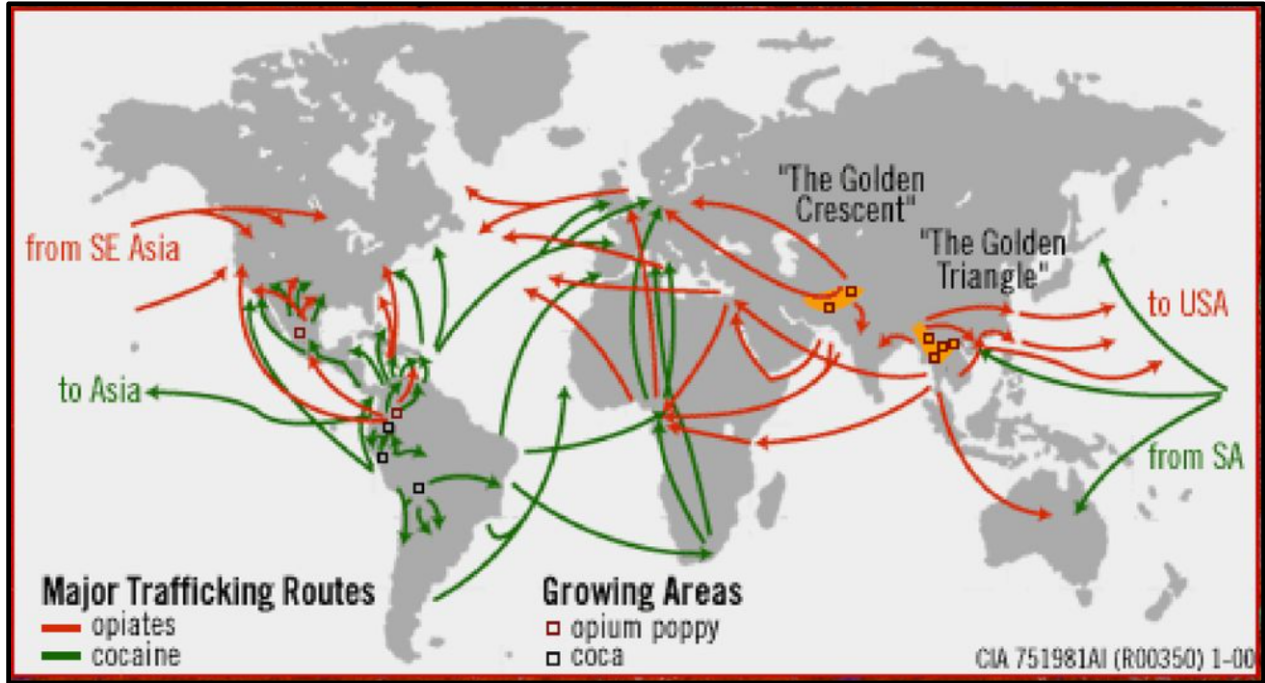 "The Golden
Crescent"
"The Golden
Triangle"
from SE Asia
to USA
to Asia
from SA
Major Trafficking Routes
opiates
cocaine
Growing Areas
opium poppy
coca
CIA 751981AI (R00350) 1-00